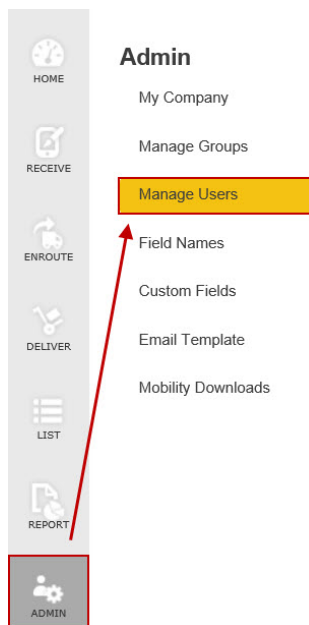 HOME
RECEIVE
ENROUTE
DELIVER
LIST
REPORT
ADMIN
Admin
My Company
Manage Groups
Manage Users
Field Names
Custom Fields
Email Template
Mobility Downloads